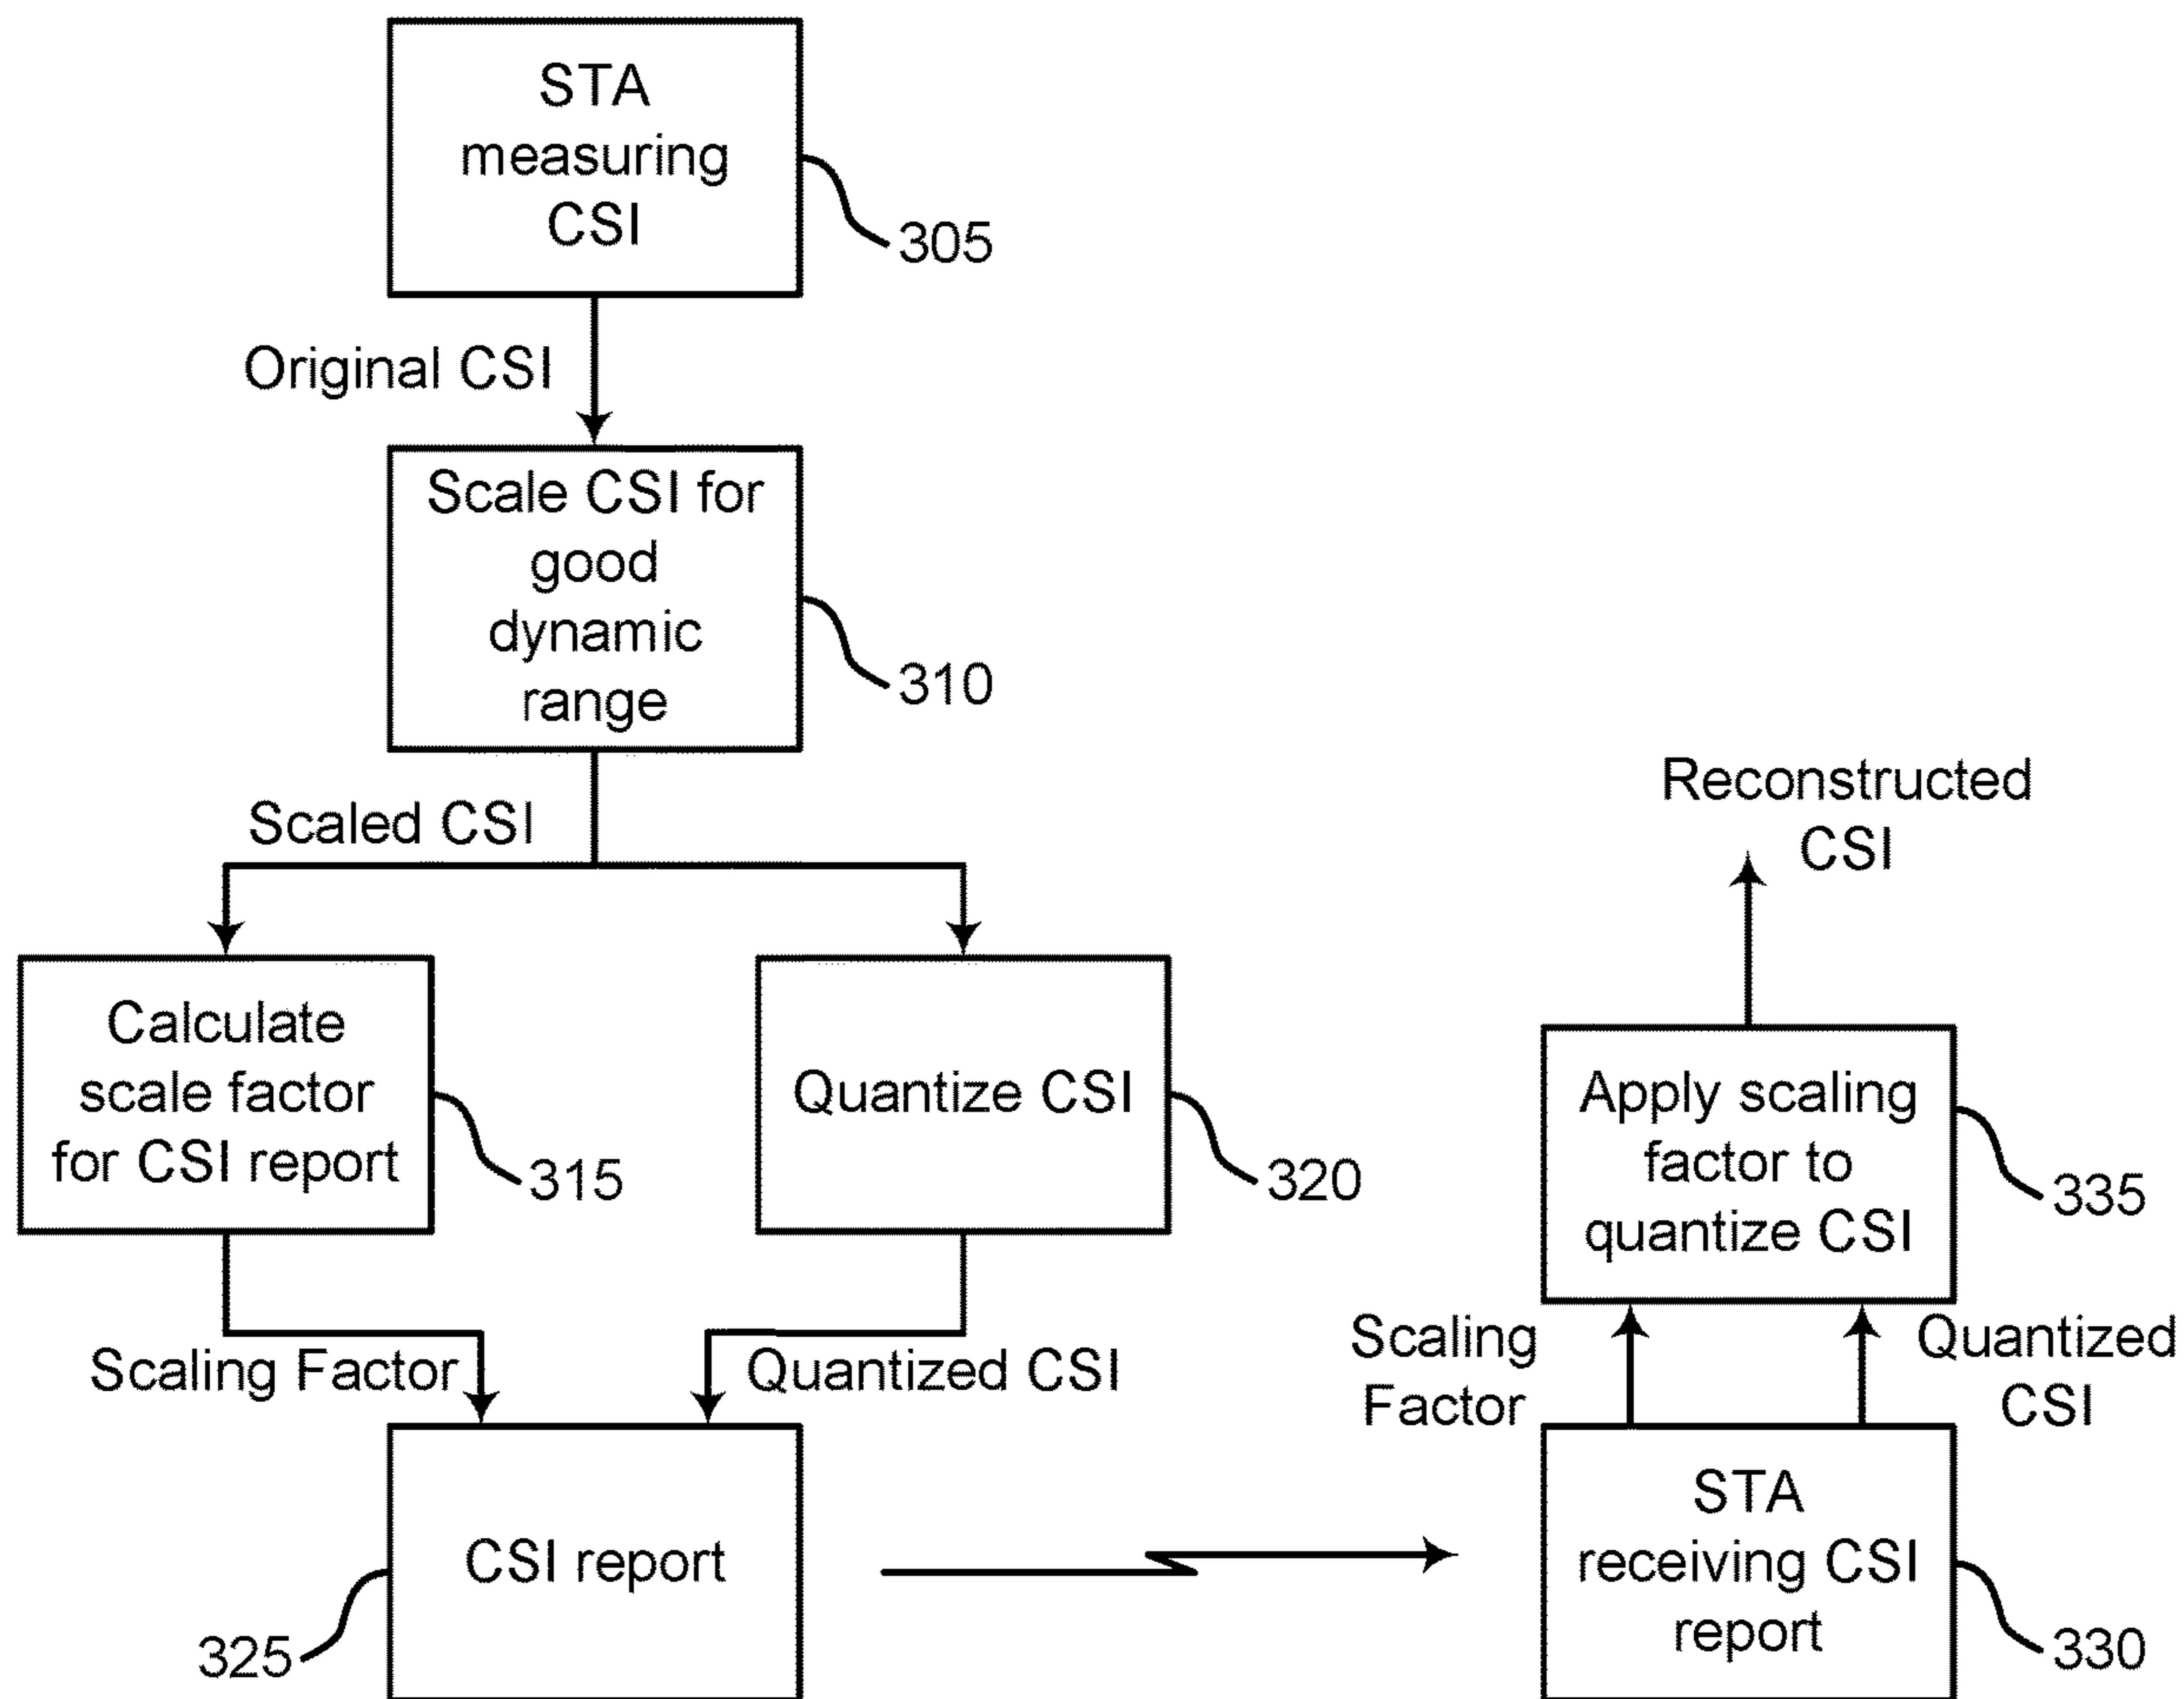 STA
measuring
CSI
305
Original CSI
Scale CSI for
good
dynamic
range
310
Scaled CSI
Calculate
scale factor
for CSI report
315
Quantize CSI
320
Scaling Factor
Quantized CSI
CSI report
325
STA
receiving CSI
report
330
Scaling
Factor
Quantized
CSI
Apply scaling
factor to
quantize CSI
335
Reconstructed
CSI